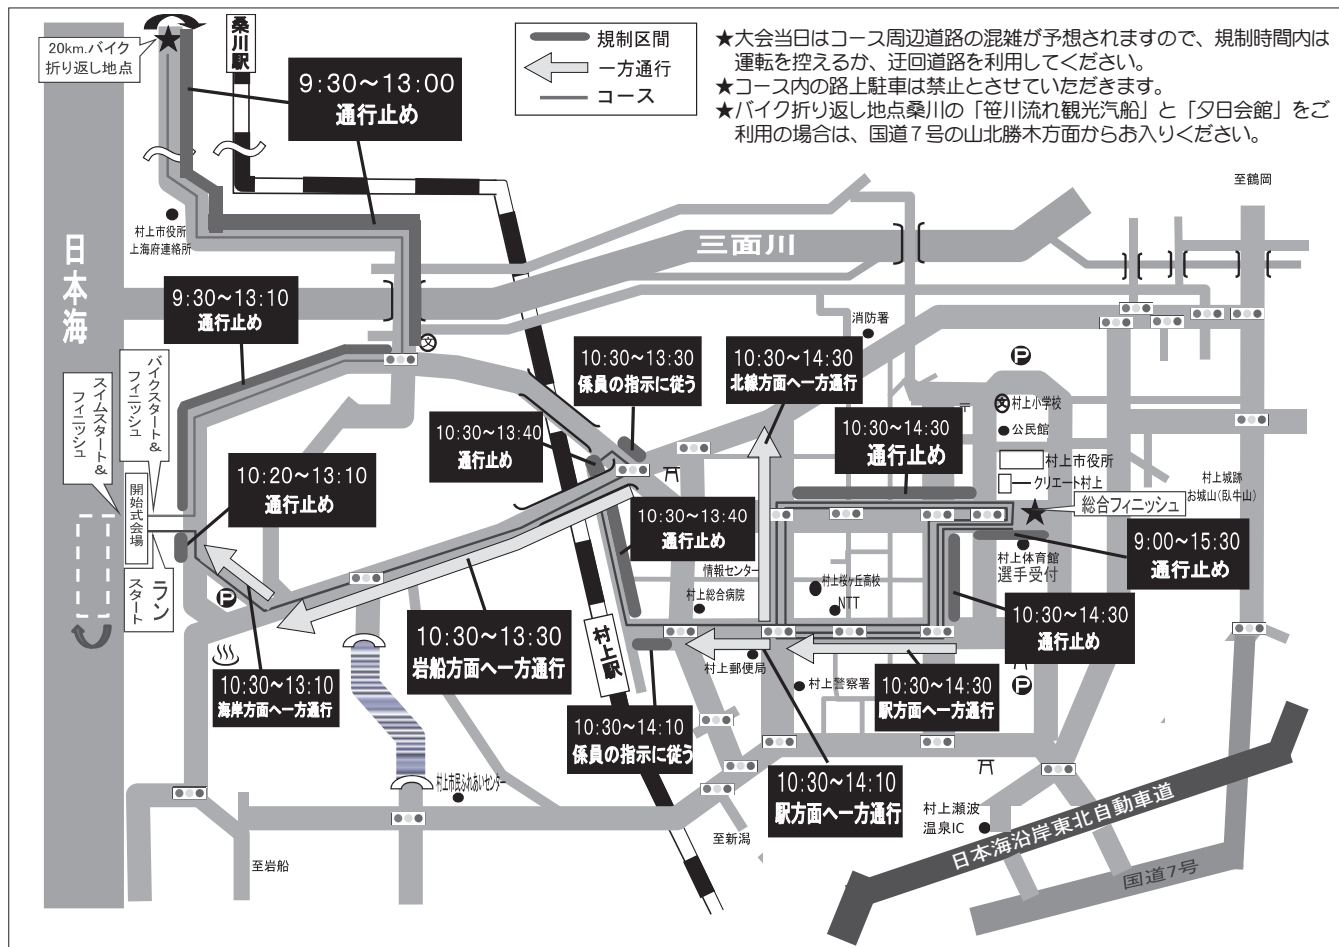 20km.バイク
折り返し地点
桑川駅
規制区間
一方通行
コース
★大会当日はコース周辺道路の混雑が予想されますので、規制時間内は
運転を控えるか、迂回道路を利用してください。
★コース内の路上駐車は禁止とさせていただきます。
★バイク折り返し地点桑川の「笹川流れ観光汽船」と「夕日会館」をご
利用の場合は、国道7号の山北勝木方面からお入りください。
9:30～13:00
通行止め
至鶴岡
村上市役所
上海府連絡所
日本海
三面川
9:30～13:10
通行止め
文
消防署
バイクスタート&
フィニッシュ
スイムスタート&
フィニッシュ
10:30～13:30
係員の指示に従う
10:30～14:30
北線方面へ一方通行
P
文
村上小学校
公民館
10:30～14:30
通行止め
〒
10:30～13:40
通行止め
村上市役所
クリエート村上
村上城跡
お城山(臥牛山)
10:20～13:10
通行止め
開始式会場
総合フィニッシュ
10:30～13:40
通行止め
9:00～15:30
通行止め
村上体育館
選手受付
情報センター
村上桜ヶ丘高校
NTT
村上総合病院
ラン
スタート
P
10:30～14:30
通行止め
10:30～13:30
岩船方面へ一方通行
村上駅
村上郵便局
村上警察署
10:30～14:30
駅方面へ一方通行
P
10:30～13:10
海岸方面へ一方通行
10:30～14:10
係員の指示に従う
10:30～14:10
駅方面へ一方通行
村上市民ふれあいセンター
村上瀬波
温泉IC
日本海沿岸東北自動車道
至新潟
至岩船
国道7号